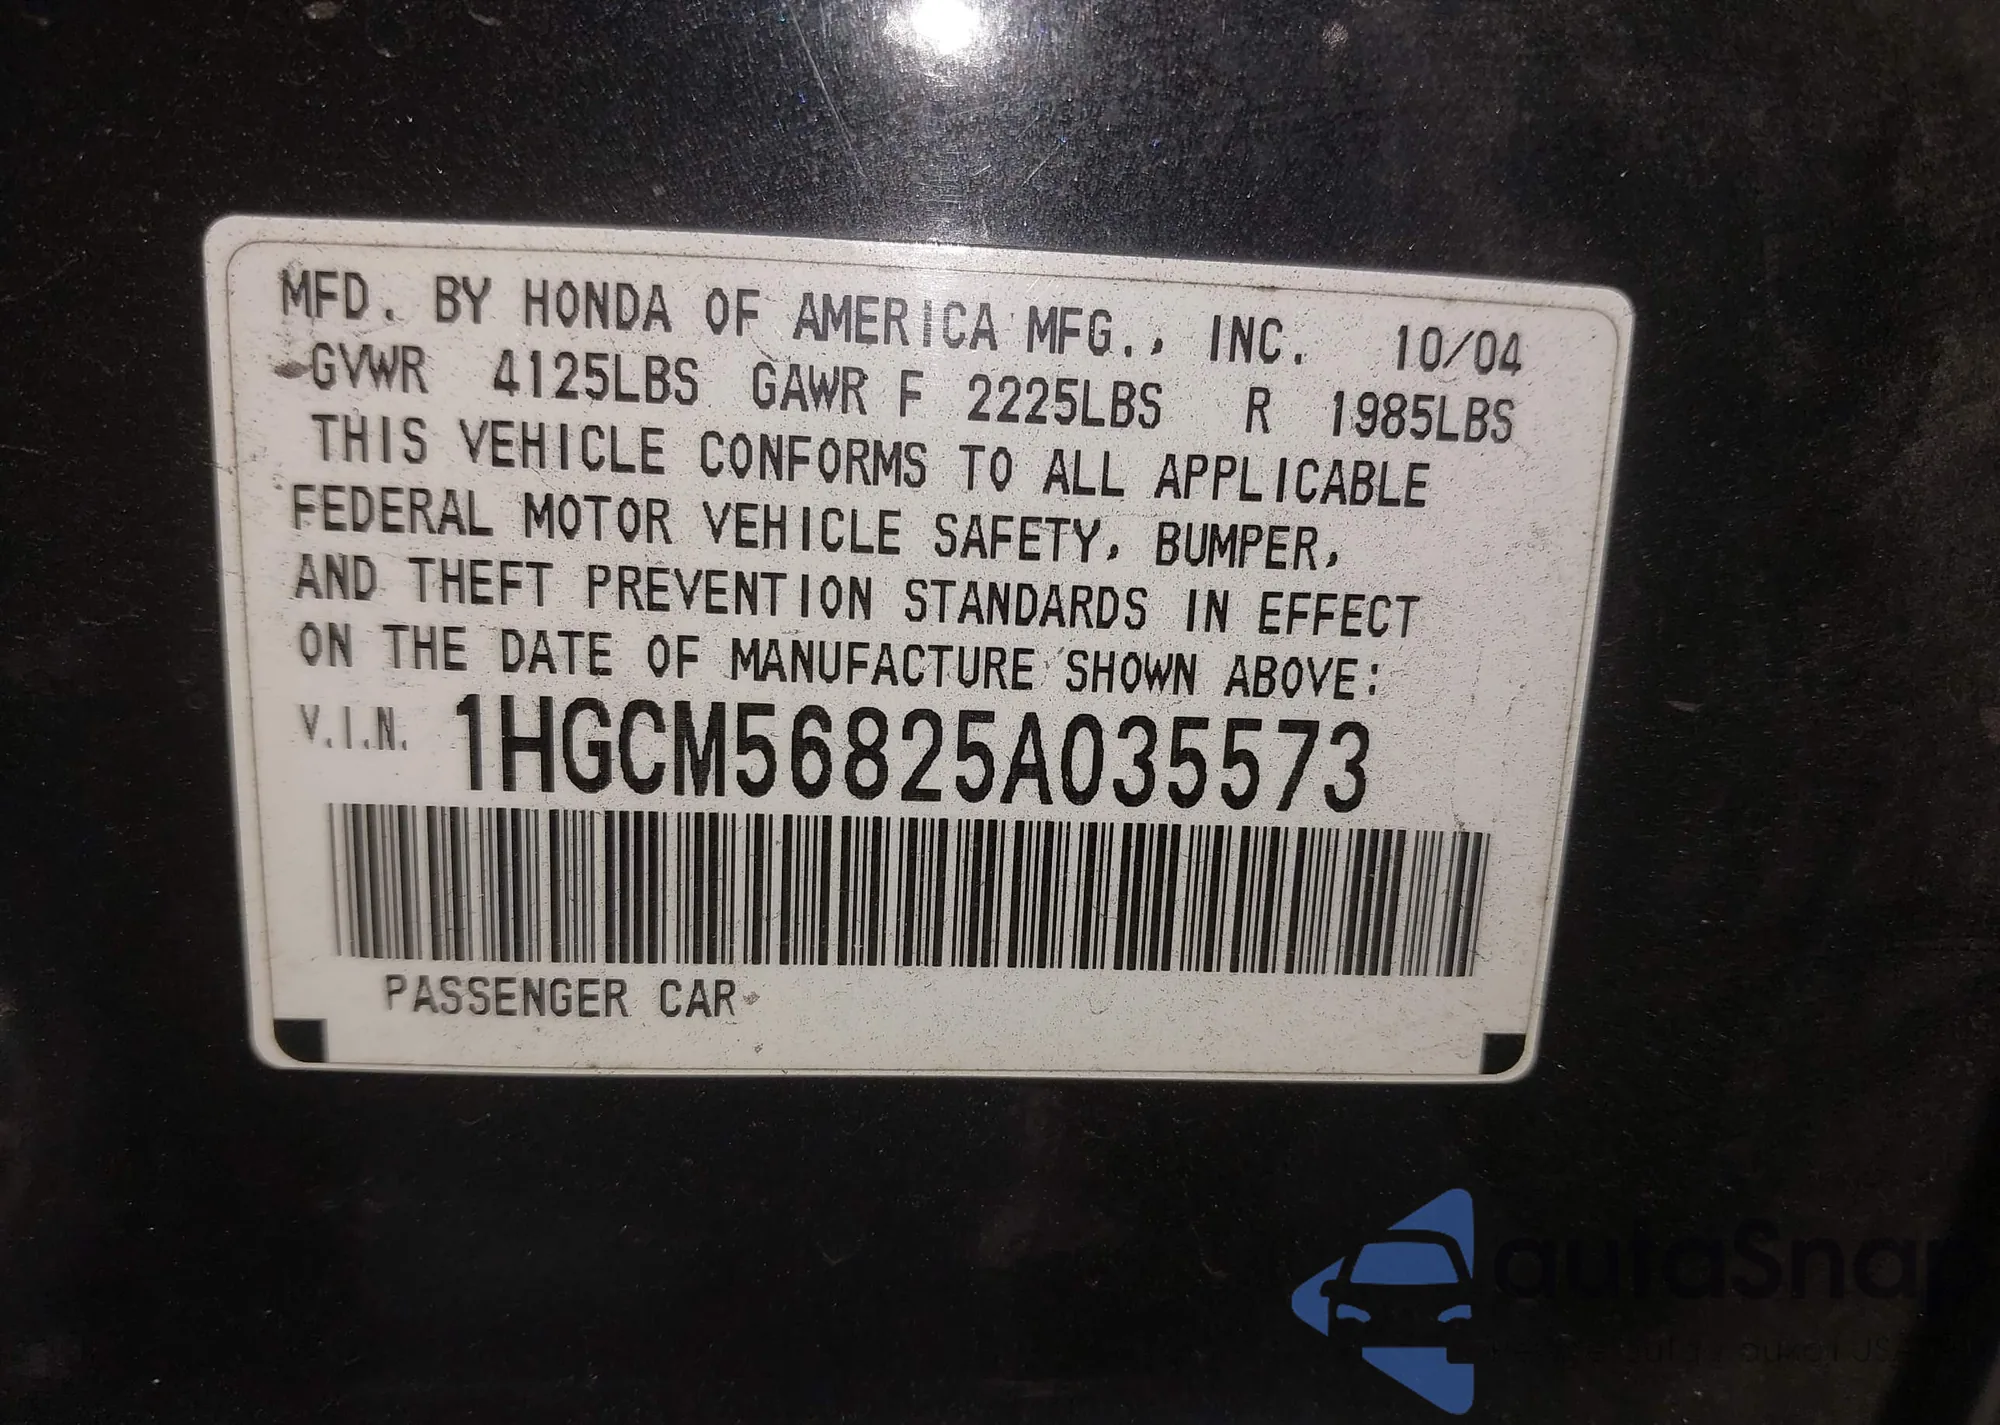 MFD. BY HONDA OF AMERICA MFG., INC. 10/04
GVWR 4125LBS GAWR F 2225LBS R 1985LBS
THIS VEHICLE CONFORMS TO ALL APPLICABLE
FEDERAL MOTOR VEHICLE SAFETY, BUMPER,
AND THEFT PREVENTION STANDARDS IN EFFECT
ON THE DATE OF MANUFACTURE SHOWN ABOVE:
V.I.N. 1HGCM56825A035573
PASSENGER CAR
autaSnap